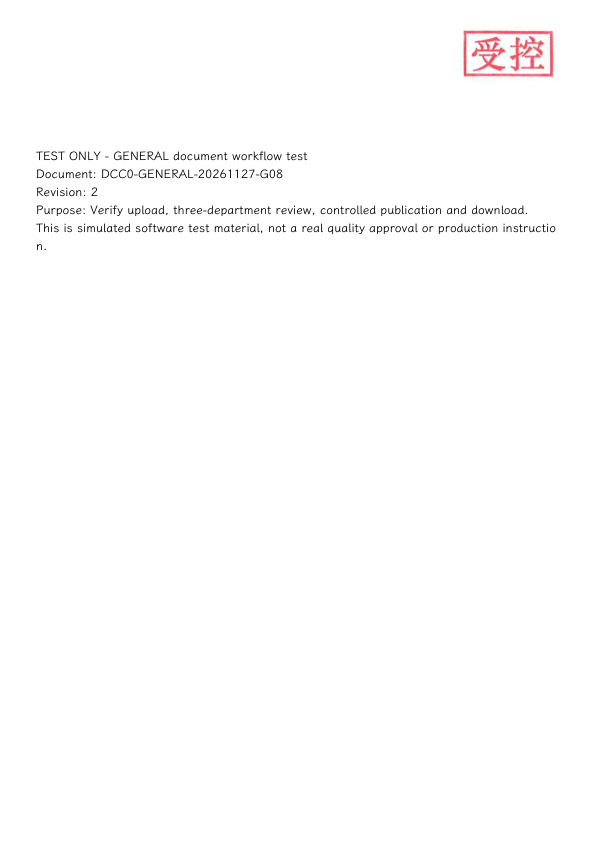 受控
TEST ONLY - GENERAL document workflow test
Document: DCC0-GENERAL-20261127-G08
Revision: 2
Purpose: Verify upload, three-department review, controlled publication and download.
This is simulated software test material, not a real quality approval or production instructio
n.